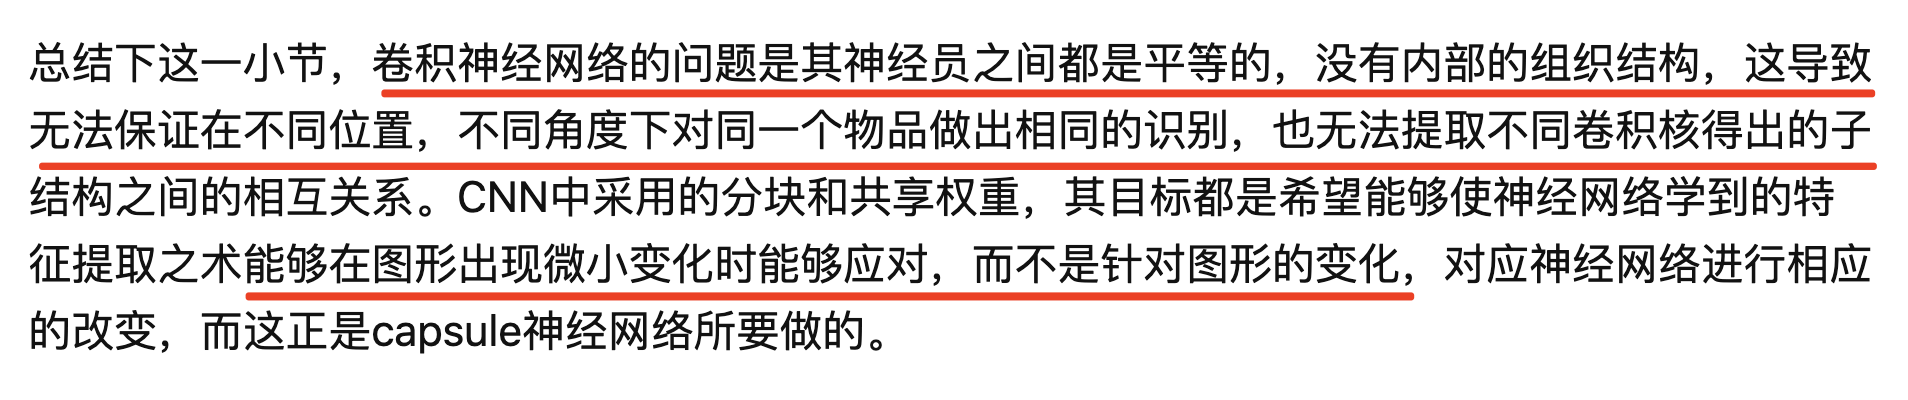 总结下这一小节，卷积神经网络的问题是其神经员之间都是平等的，没有内部的组织结构，这导致
无法保证在不同位置，不同角度下对同一个物品做出相同的识别，也无法提取不同卷积核得出的子
结构之间的相互关系。CNN中采用的分块和共享权重，其目标都是希望能够使神经网络学到的特
征提取之术能够在图形出现微小变化时能够应对，而不是针对图形的变化，对应神经网络进行相应
的改变，而这正是capsule神经网络所要做的。